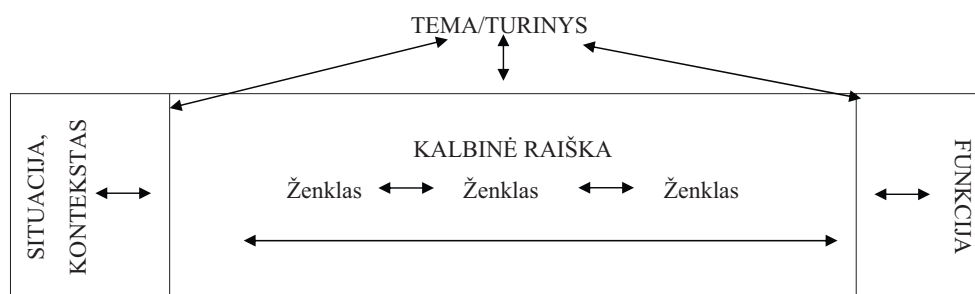 TEMA/TURINYS
SITUACIJA,
KONTEKSTAS
KALBINĖ RAIŠKA
Ženklas Ženklas Ženklas
FUNKCIJA